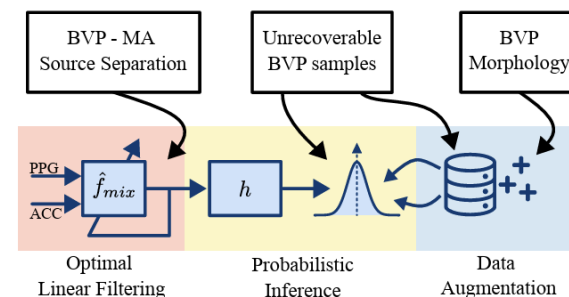 BVP - MA
Source Separation
Unrecoverable
BVP samples
BVP
Morphology
PPG
ACC
f̂mix
h
Optimal
Linear Filtering
Probabilistic
Inference
Data
Augmentation